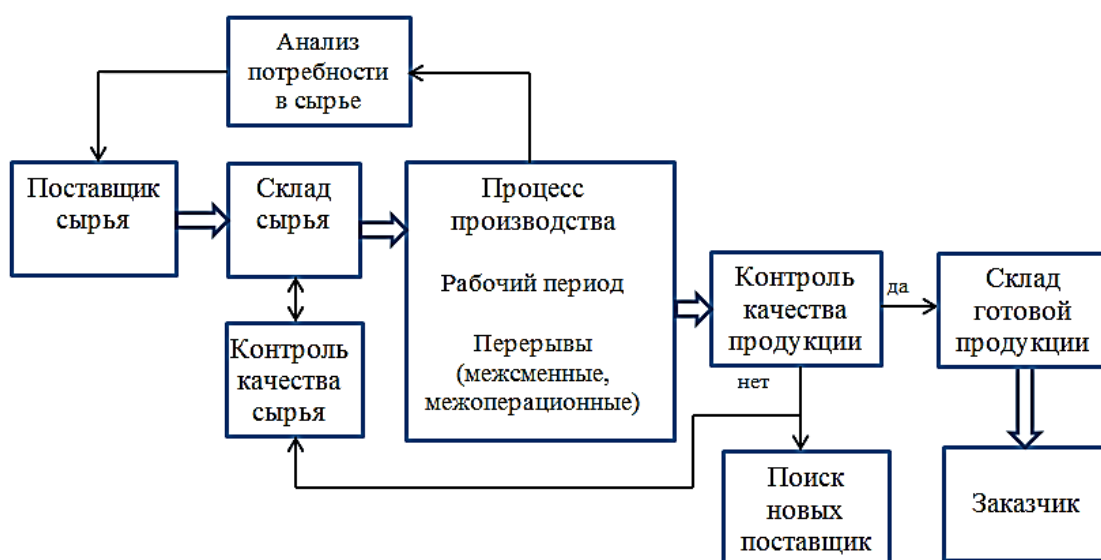 Анализ
потребности
в сырье
Поставщик
сырья
Склад
сырья
Процесс
производства
Рабочий период
Перерывы
(межсменные,
межоперационные)
Контроль
качества
сырья
Контроль
качества
продукции
да
нет
Склад
готовой
продукции
Поиск
новых
поставщик
Заказчик